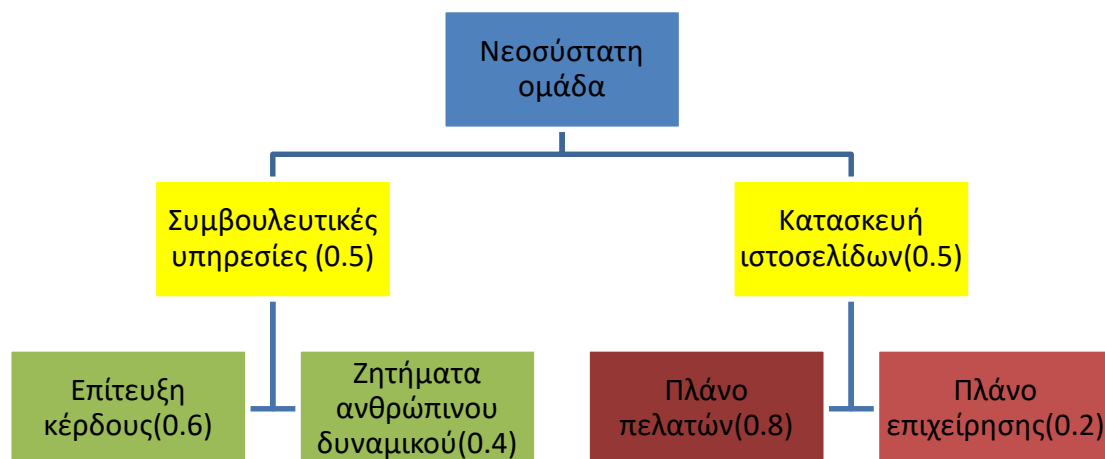 Νεοσύστατη
ομάδα
Συμβουλευτικές
υπηρεσίες (0.5)
Κατασκευή
ιστοσελίδων(0.5)
Επίτευξη
κέρδους(0.6)
Ζητήματα
ανθρώπινου
δυναμικού(0.4)
Πλάνο
πελατών(0.8)
Πλάνο
επιχείρησης(0.2)